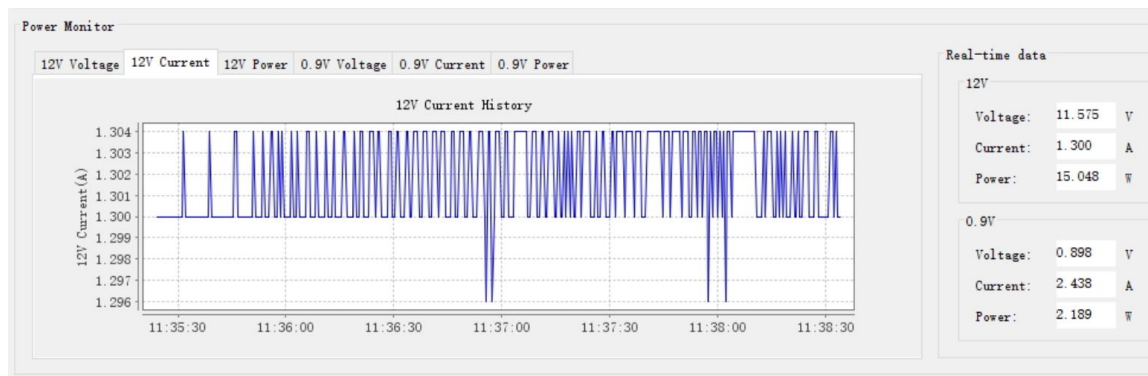 Power Monitor
12V Voltage 12V Current 12V Power 0.9V Voltage 0.9V Current 0.9V Power
12V Current History
12V Current(A)
1.304
1.303
1.302
1.301
1.300
1.299
1.298
1.297
1.296
11:35:30 11:36:00 11:36:30 11:37:00 11:37:30 11:38:00 11:38:30
Real-time data
12V
Voltage: 11.575 V
Current: 1.300 A
Power: 15.048 W
0.9V
Voltage: 0.898 V
Current: 2.438 A
Power: 2.189 W